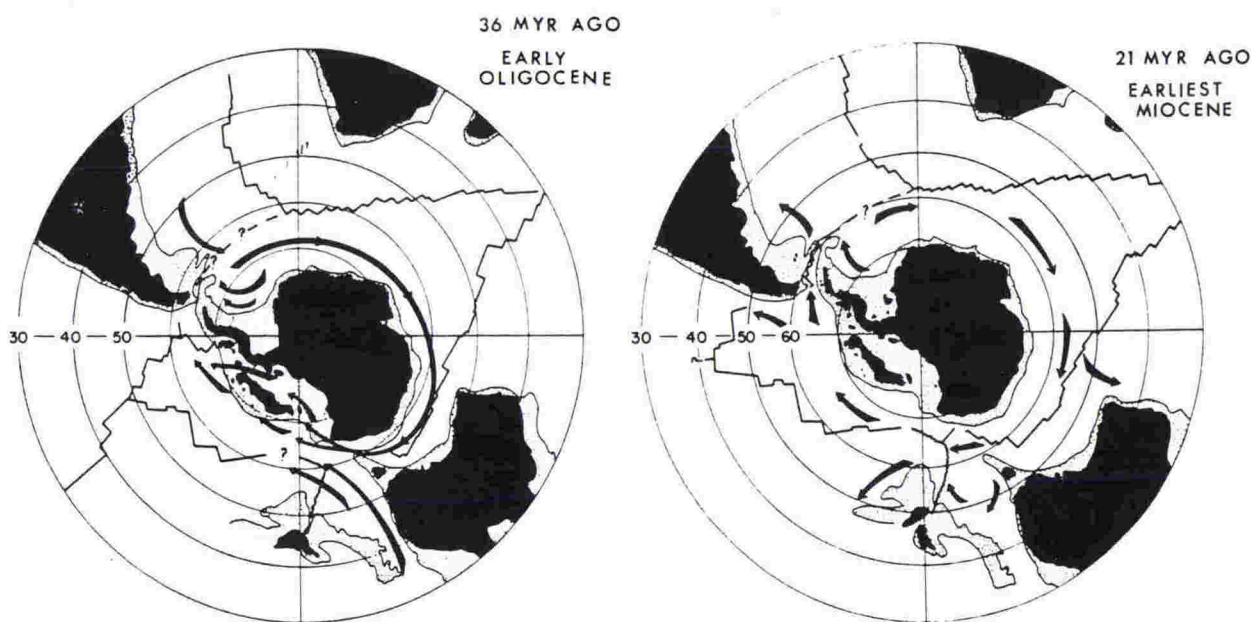 36 MYR AGO
EARLY
OLIGOCENE
?
?
30 — 40 — 50
?
21 MYR AGO
EARLIEST
MIOCENE
?
30 — 40 — 50 — 60